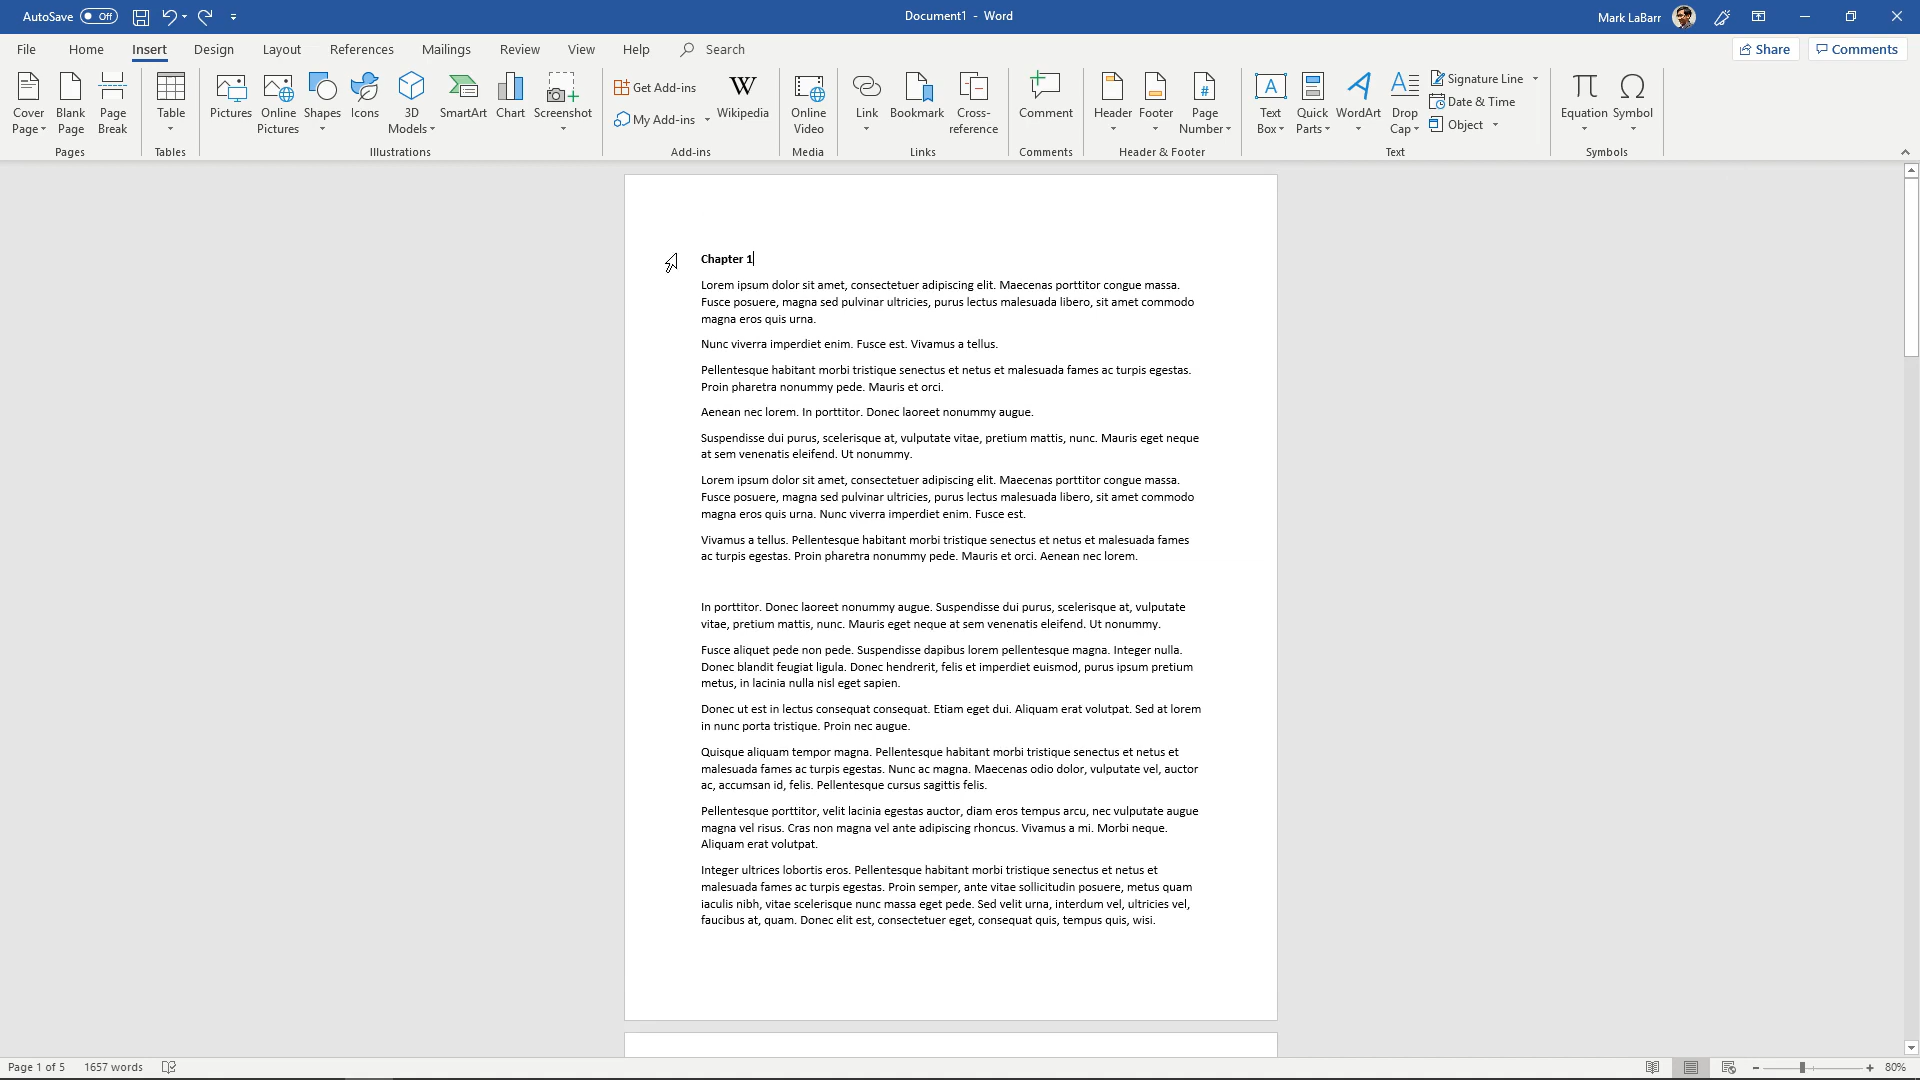 AutoSave Off
Document1 - Word
Mark LaBarr
File Home Insert Design Layout References Mailings Review View Help Search
Share Comments
Cover Page
Blank Page
Page Break
Pages
Table
Tables
Pictures
Online Pictures
Shapes
Icons
3D Models
SmartArt
Chart
Screenshot
Illustrations
Get Add-ins
My Add-ins
W
Wikipedia
Add-ins
Online Video
Media
Link
Bookmark
Cross-reference
Links
Comment
Comments
Header
Footer
#
Page Number
Header & Footer
A
Text Box
Quick Parts
A
WordArt
A
Drop Cap
Signature Line
Date & Time
Object
Text
π
Equation
Ω
Symbol
Symbols
Chapter 1
Lorem ipsum dolor sit amet, consectetuer adipiscing elit. Maecenas porttitor congue massa.
Fusce posuere, magna sed pulvinar ultricies, purus lectus malesuada libero, sit amet commodo
magna eros quis urna.
Nunc viverra imperdiet enim. Fusce est. Vivamus a tellus.
Pellentesque habitant morbi tristique senectus et netus et malesuada fames ac turpis egestas.
Proin pharetra nonummy pede. Mauris et orci.
Aenean nec lorem. In porttitor. Donec laoreet nonummy augue.
Suspendisse dui purus, scelerisque at, vulputate vitae, pretium mattis, nunc. Mauris eget neque
at sem venenatis eleifend. Ut nonummy.
Lorem ipsum dolor sit amet, consectetuer adipiscing elit. Maecenas porttitor congue massa.
Fusce posuere, magna sed pulvinar ultricies, purus lectus malesuada libero, sit amet commodo
magna eros quis urna. Nunc viverra imperdiet enim. Fusce est.
Vivamus a tellus. Pellentesque habitant morbi tristique senectus et netus et malesuada fames
ac turpis egestas. Proin pharetra nonummy pede. Mauris et orci. Aenean nec lorem.
In porttitor. Donec laoreet nonummy augue. Suspendisse dui purus, scelerisque at, vulputate
vitae, pretium mattis, nunc. Mauris eget neque at sem venenatis eleifend. Ut nonummy.
Fusce aliquet pede non pede. Suspendisse dapibus lorem pellentesque magna. Integer nulla.
Donec blandit feugiat ligula. Donec hendrerit, felis et imperdiet euismod, purus ipsum pretium
metus, in lacinia nulla nisl eget sapien.
Donec ut est in lectus consequat consequat. Etiam eget dui. Aliquam erat volutpat. Sed at lorem
in nunc porta tristique. Proin nec augue.
Quisque aliquam tempor magna. Pellentesque habitant morbi tristique senectus et netus et
malesuada fames ac turpis egestas. Nunc ac magna. Maecenas odio dolor, vulputate vel, auctor
ac, accumsan id, felis. Pellentesque cursus sagittis felis.
Pellentesque porttitor, velit lacinia egestas auctor, diam eros tempus arcu, nec vulputate augue
magna vel risus. Cras non magna vel ante adipiscing rhoncus. Vivamus a mi. Morbi neque.
Aliquam erat volutpat.
Integer ultrices lobortis eros. Pellentesque habitant morbi tristique senectus et netus et
malesuada fames ac turpis egestas. Proin semper, ante vitae sollicitudin posuere, metus quam
iaculis nibh, vitae scelerisque nunc massa eget pede. Sed velit urna, interdum vel, ultricies vel,
faucibus at, quam. Donec elit est, consectetuer eget, consequat quis, tempus quis, wisi.
Page 1 of 5 1657 words
80%